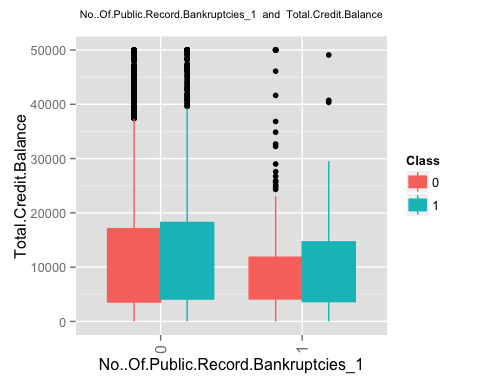 No..Of.Public.Record.Bankruptcies_1 and Total.Credit.Balance
50000
40000
30000
20000
10000
0
Total.Credit.Balance
0
1
No..Of.Public.Record.Bankruptcies_1
Class
0
1